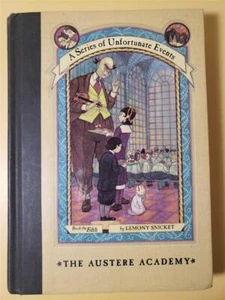 A Series of Unfortunate Events
Book the Fifth
by LEMONY SNICKET
*THE AUSTERE ACADEMY*